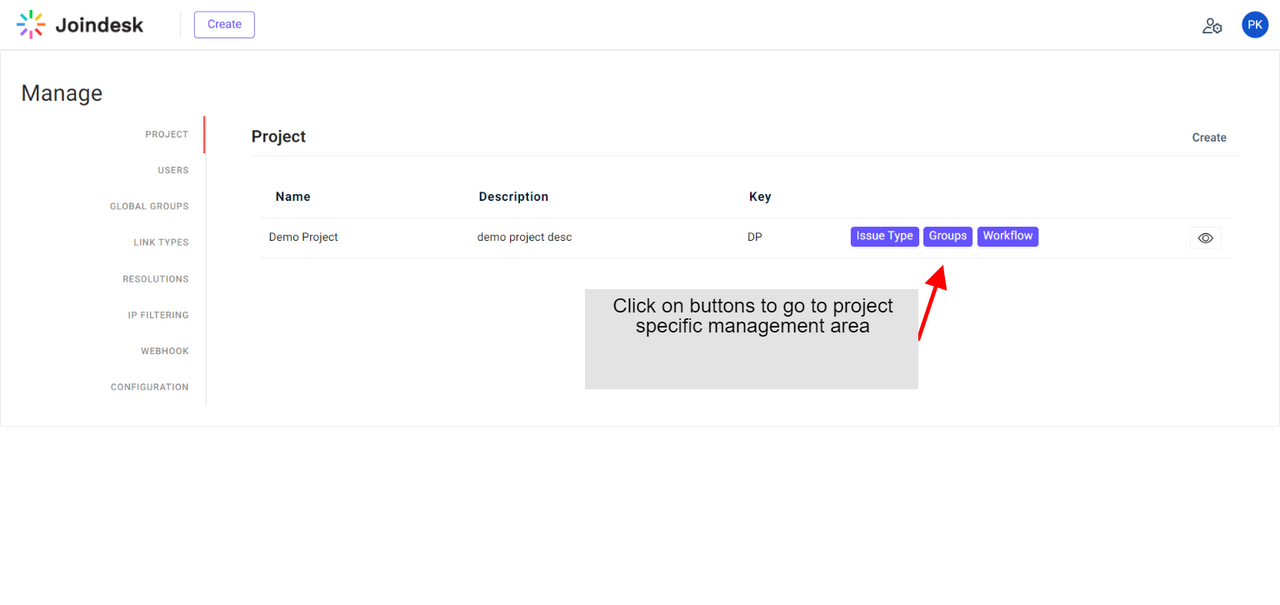 Joindesk
Create
PK
Manage
PROJECT
USERS
GLOBAL GROUPS
LINK TYPES
RESOLUTIONS
IP FILTERING
WEBHOOK
CONFIGURATION
Project
Create
Name Description Key
Demo Project demo project desc DP Issue Type Groups Workflow
Click on buttons to go to project
specific management area